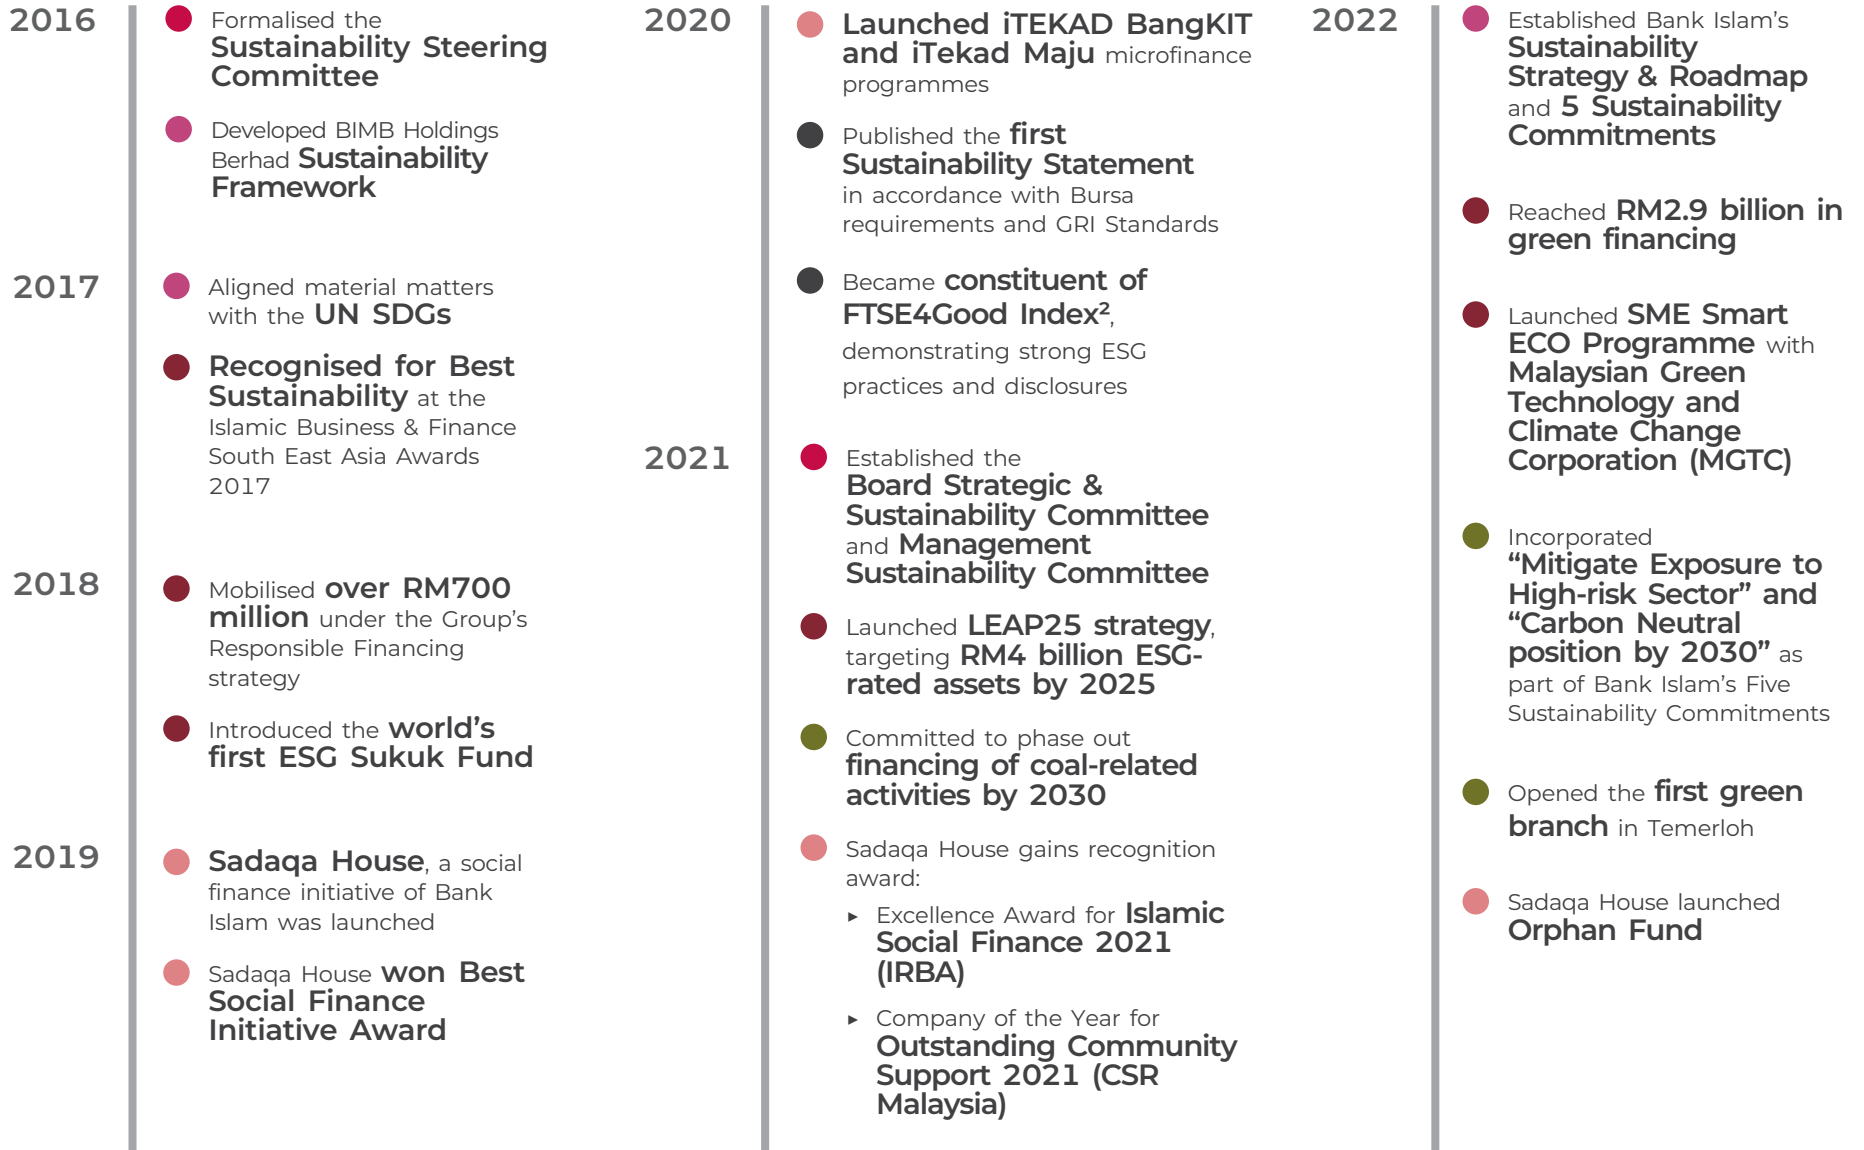 2016
Formalised the
Sustainability Steering
Committee
Developed BIMB Holdings
Berhad Sustainability
Framework
2017
Aligned material matters
with the UN SDGs
Recognised for Best
Sustainability at the
Islamic Business & Finance
South East Asia Awards
2017
2018
Mobilised over RM700
million under the Group’s
Responsible Financing
strategy
Introduced the world’s
first ESG Sukuk Fund
2019
Sadaqa House, a social
finance initiative of Bank
Islam was launched
Sadaqa House won Best
Social Finance
Initiative Award
2020
Launched iTEKAD BangKIT
and iTekad Maju microfinance
programmes
Published the first
Sustainability Statement
in accordance with Bursa
requirements and GRI Standards
Became constituent of
FTSE4Good Index²,
demonstrating strong ESG
practices and disclosures
2021
Established the
Board Strategic &
Sustainability Committee
and Management
Sustainability Committee
Launched LEAP25 strategy,
targeting RM4 billion ESG-
rated assets by 2025
Committed to phase out
financing of coal-related
activities by 2030
Sadaqa House gains recognition
award:
▸ Excellence Award for Islamic
Social Finance 2021
(IRBA)
▸ Company of the Year for
Outstanding Community
Support 2021 (CSR
Malaysia)
2022
Established Bank Islam’s
Sustainability
Strategy & Roadmap
and 5 Sustainability
Commitments
Reached RM2.9 billion in
green financing
Launched SME Smart
ECO Programme with
Malaysian Green
Technology and
Climate Change
Corporation (MGTC)
Incorporated
“Mitigate Exposure to
High-risk Sector” and
“Carbon Neutral
position by 2030” as
part of Bank Islam’s Five
Sustainability Commitments
Opened the first green
branch in Temerloh
Sadaqa House launched
Orphan Fund